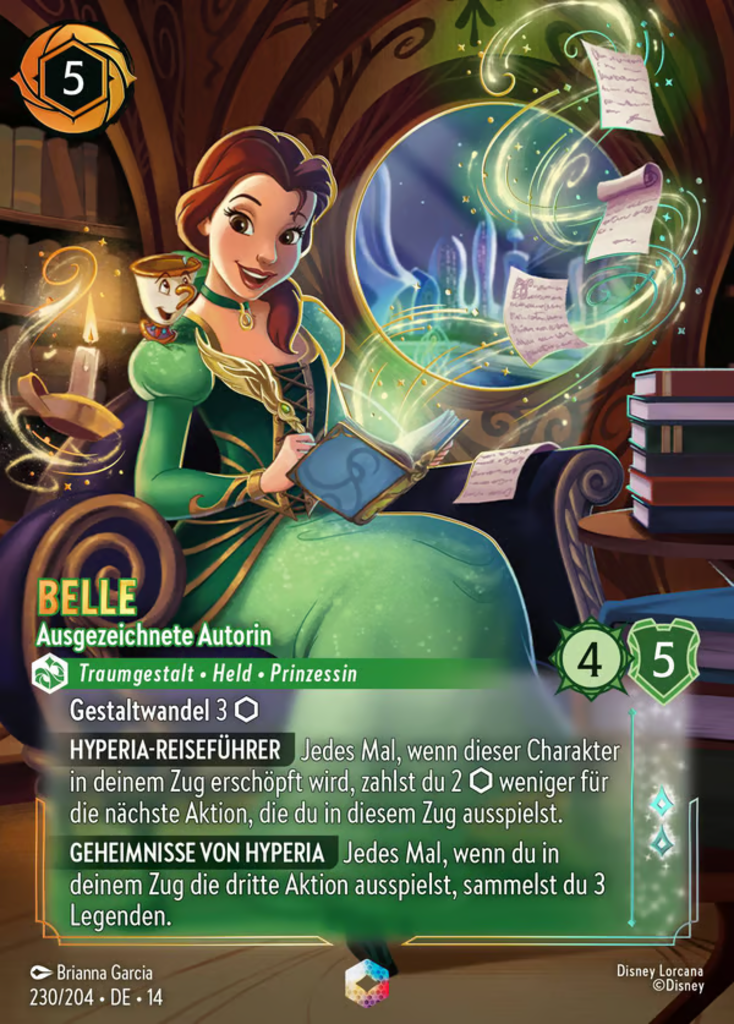 5
BELLE
Ausgezeichnete Autorin
Traumgestalt • Held • Prinzessin
4
5
Gestaltwandel 3 ⬡
HYPERIA-REISEFÜHRER Jedes Mal, wenn dieser Charakter
in deinem Zug erschöpft wird, zahlst du 2 ⬡ weniger für
die nächste Aktion, die du in diesem Zug ausspielst.
GEHEIMNISSE VON HYPERIA Jedes Mal, wenn du in
deinem Zug die dritte Aktion ausspielst, sammelst du 3
Legenden.
Brianna Garcia
230/204 • DE • 14
Disney Lorcana
©Disney